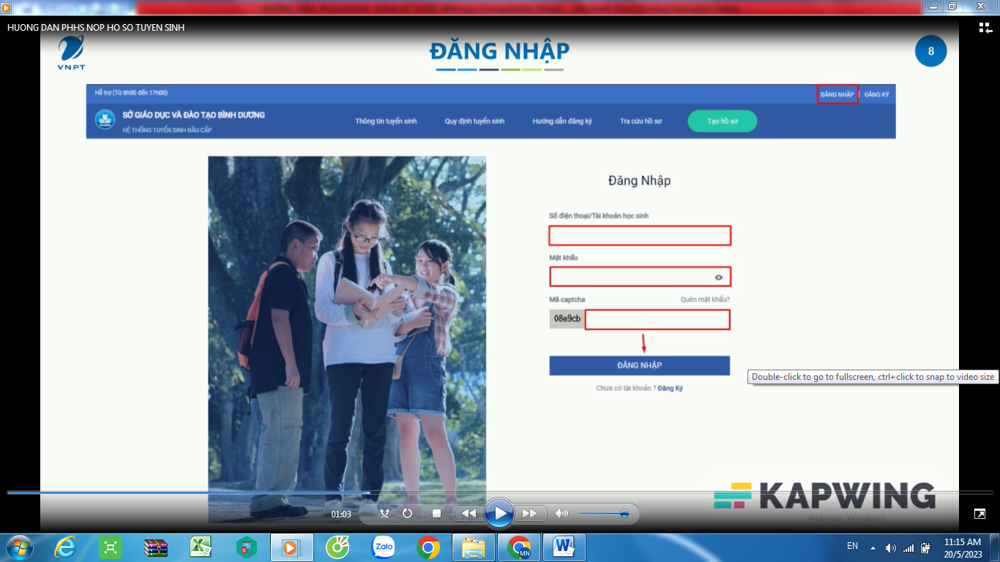 HUONG DAN PHHS NOP HO SO TUYEN SINH
VNPT
ĐĂNG NHẬP
8
Hỗ trợ (Từ 8h00 đến 17h00)
ĐĂNG NHẬP | ĐĂNG KÝ
SỞ GIÁO DỤC VÀ ĐÀO TẠO BÌNH DƯƠNG
HỆ THỐNG TUYỂN SINH ĐẦU CẤP
Thông tin tuyển sinh Quy định tuyển sinh Hướng dẫn đăng ký Tra cứu hồ sơ Tạo hồ sơ
Đăng Nhập
Số điện thoại/Tài khoản học sinh
Mật khẩu
Mã captcha Quên mật khẩu?
08e9cb
ĐĂNG NHẬP
Chưa có tài khoản ? Đăng Ký
Double-click to go to fullscreen, ctrl+click to snap to video size
KAPWING
Activate Windows
01:03
Zalo
MN
EN
11:15 AM
20/5/2023